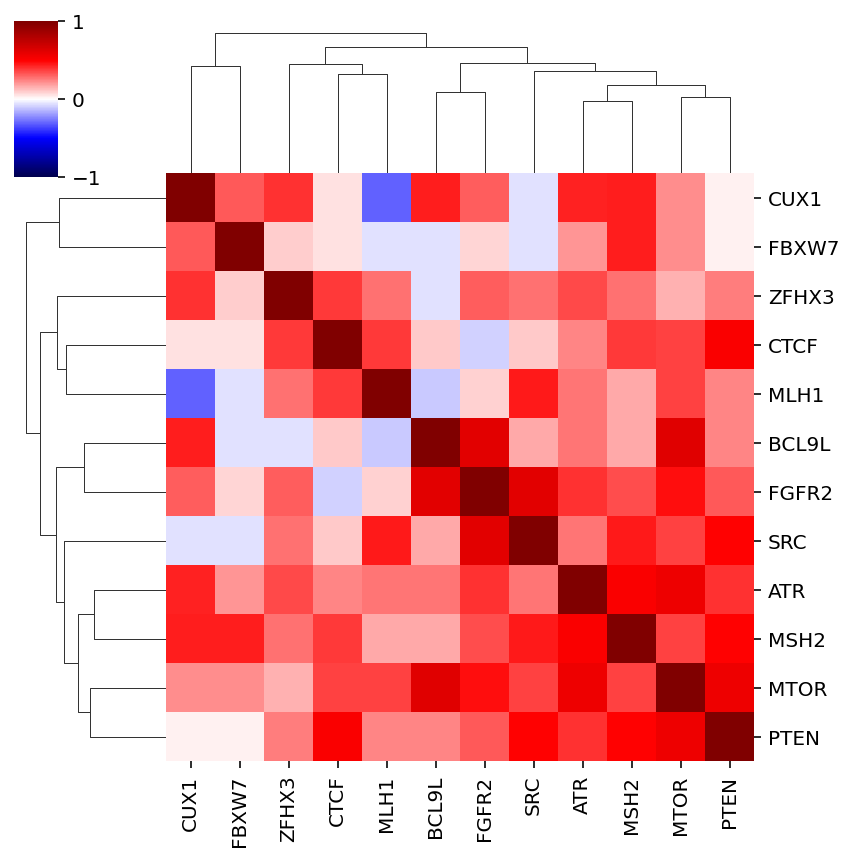 1
0
−1
CUX1
FBXW7
ZFHX3
CTCF
MLH1
BCL9L
FGFR2
SRC
ATR
MSH2
MTOR
PTEN
CUX1
FBXW7
ZFHX3
CTCF
MLH1
BCL9L
FGFR2
SRC
ATR
MSH2
MTOR
PTEN